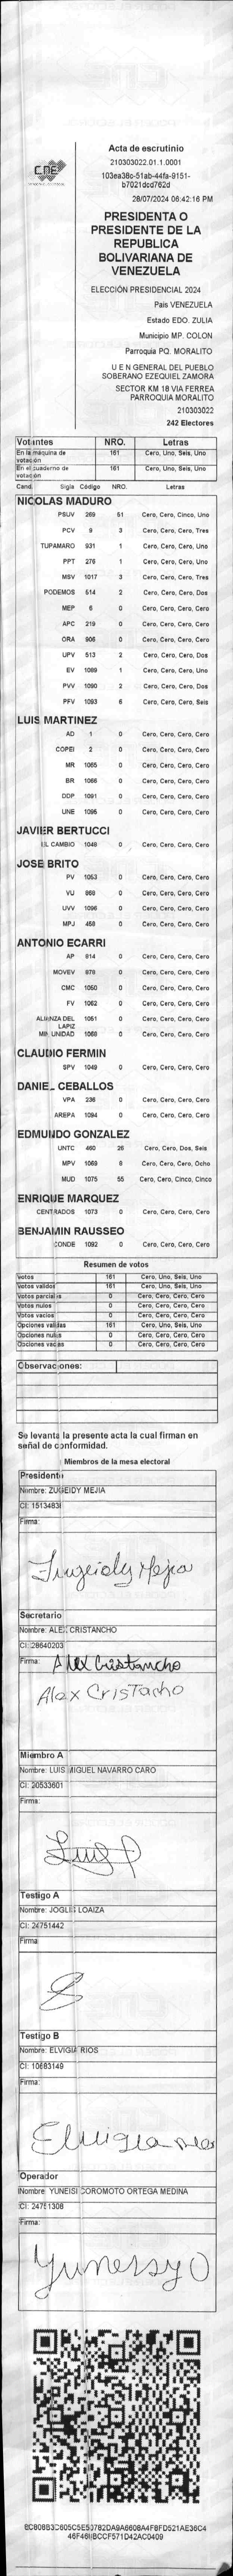 CNE
Acta de escrutinio
210303022.01.1.0001
103ea38c-51ab-44fa-9151-
b7021dcd762d
28/07/2024 06:42:16 PM
PRESIDENTA O
PRESIDENTE DE LA
REPUBLICA
BOLIVARIANA DE
VENEZUELA
ELECCIÓN PRESIDENCIAL 2024
Pais VENEZUELA
Estado EDO. ZULIA
Municipio MP. COLON
Parroquia PQ. MORALITO
U E N GENERAL DEL PUEBLO
SOBERANO EZEQUIEL ZAMORA
SECTOR KM 18 VIA FERREA
PARROQUIA MORALITO
210303022
242 Electores
Votantes NRO. Letras
En la máquina de votación 161 Cero, Uno, Seis, Uno
En el cuaderno de votación 161 Cero, Uno, Seis, Uno
Cand. Sigla Código NRO. Letras
NICOLAS MADURO
PSUV 269 51 Cero, Cero, Cinco, Uno
PCV 9 3 Cero, Cero, Cero, Tres
TUPAMARO 931 1 Cero, Cero, Cero, Uno
PPT 276 1 Cero, Cero, Cero, Uno
MSV 1017 3 Cero, Cero, Cero, Tres
PODEMOS 514 2 Cero, Cero, Cero, Dos
MEP 6 0 Cero, Cero, Cero, Cero
APC 219 0 Cero, Cero, Cero, Cero
ORA 906 0 Cero, Cero, Cero, Cero
UPV 513 2 Cero, Cero, Cero, Dos
EV 1089 1 Cero, Cero, Cero, Uno
PVV 1090 2 Cero, Cero, Cero, Dos
PFV 1093 6 Cero, Cero, Cero, Seis
LUIS MARTINEZ
AD 1 0 Cero, Cero, Cero, Cero
COPEI 2 0 Cero, Cero, Cero, Cero
MR 1065 0 Cero, Cero, Cero, Cero
BR 1066 0 Cero, Cero, Cero, Cero
DDP 1091 0 Cero, Cero, Cero, Cero
UNE 1095 0 Cero, Cero, Cero, Cero
JAVIER BERTUCCI
EL CAMBIO 1048 0 Cero, Cero, Cero, Cero
JOSE BRITO
PV 1053 0 Cero, Cero, Cero, Cero
VU 969 0 Cero, Cero, Cero, Cero
UVV 1096 0 Cero, Cero, Cero, Cero
MPJ 458 0 Cero, Cero, Cero, Cero
ANTONIO ECARRI
AP 814 0 Cero, Cero, Cero, Cero
MOVEV 878 0 Cero, Cero, Cero, Cero
CMC 1050 0 Cero, Cero, Cero, Cero
FV 1062 0 Cero, Cero, Cero, Cero
ALIANZA DEL LAPIZ 1051 0 Cero, Cero, Cero, Cero
MIN UNIDAD 1068 0 Cero, Cero, Cero, Cero
CLAUDIO FERMIN
SPV 1049 0 Cero, Cero, Cero, Cero
DANIEL CEBALLOS
VPA 236 0 Cero, Cero, Cero, Cero
AREPA 1094 0 Cero, Cero, Cero, Cero
EDMUNDO GONZALEZ
UNTC 460 26 Cero, Cero, Dos, Seis
MPV 1069 8 Cero, Cero, Cero, Ocho
MUD 1075 55 Cero, Cero, Cinco, Cinco
ENRIQUE MARQUEZ
CENTRADOS 1073 0 Cero, Cero, Cero, Cero
BENJAMIN RAUSSEO
CONDE 1092 0 Cero, Cero, Cero, Cero
Resumen de votos
Votos 161 Cero, Uno, Seis, Uno
Votos validos 161 Cero, Uno, Seis, Uno
Votos parciales 0 Cero, Cero, Cero, Cero
Votos nulos 0 Cero, Cero, Cero, Cero
Votos vacios 0 Cero, Cero, Cero, Cero
Opciones validas 161 Cero, Uno, Seis, Uno
Opciones nulas 0 Cero, Cero, Cero, Cero
Opciones vacias 0 Cero, Cero, Cero, Cero
Observaciones:
Se levanta la presente acta la cual firman en
señal de conformidad.
Miembros de la mesa electoral
Presidente
Nombre: ZUGEIDY MEJIA
CI: 1513483
Firma:
Zugeidy Mejia
Secretario
Nombre: ALEX CRISTANCHO
CI: 28640203
Firma: Alex Cristancho
Alex Cristacho
Miembro A
Nombre: LUIS MIGUEL NAVARRO CARO
CI: 20533601
Firma:
Luis
Testigo A
Nombre: JOGLIS LOAIZA
CI: 24751442
Firma
Testigo B
Nombre: ELVIGIA RIOS
CI: 10683149
Firma:
Elvigia rios
Operador
Nombre YUNEISI COROMOTO ORTEGA MEDINA
CI: 24751308
Firma:
Yunessy O